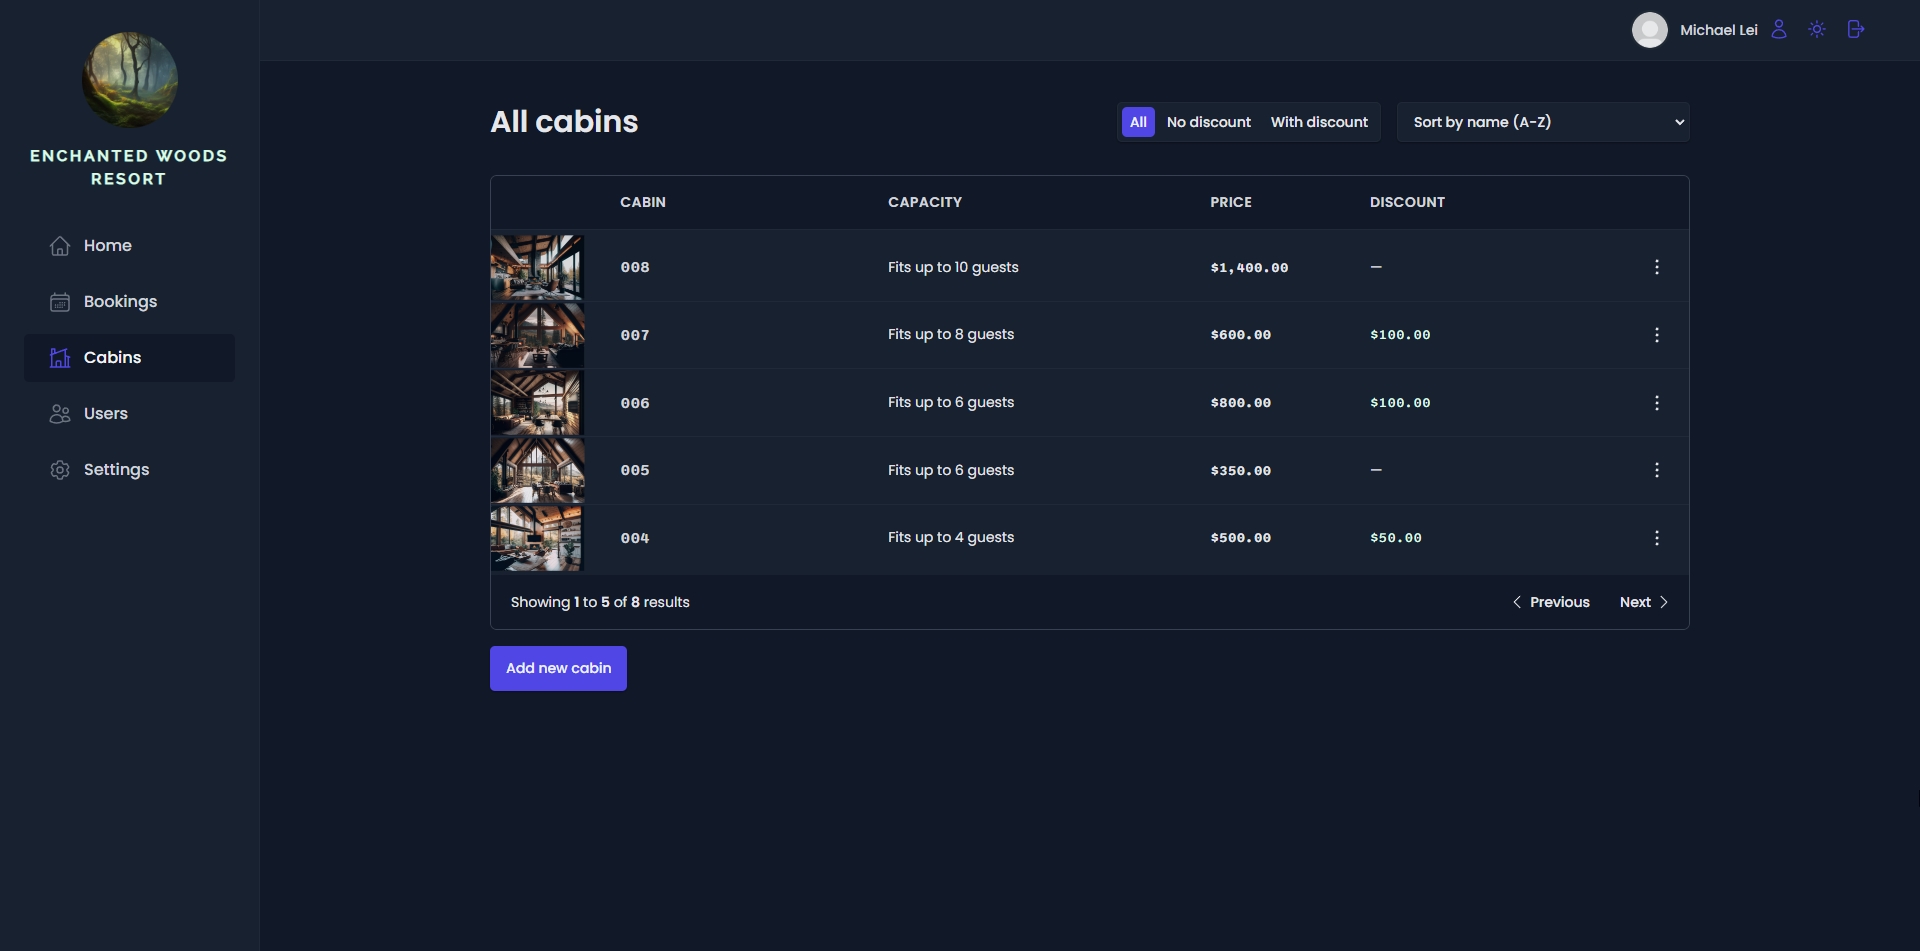 ENCHANTED WOODS
RESORT
Home
Bookings
Cabins
Users
Settings
Michael Lei
All cabins
All No discount With discount Sort by name (A-Z)
CABIN CAPACITY PRICE DISCOUNT
008 Fits up to 10 guests $1,400.00 —
007 Fits up to 8 guests $600.00 $100.00
006 Fits up to 6 guests $800.00 $100.00
005 Fits up to 6 guests $350.00 —
004 Fits up to 4 guests $500.00 $50.00
Showing 1 to 5 of 8 results Previous Next
Add new cabin